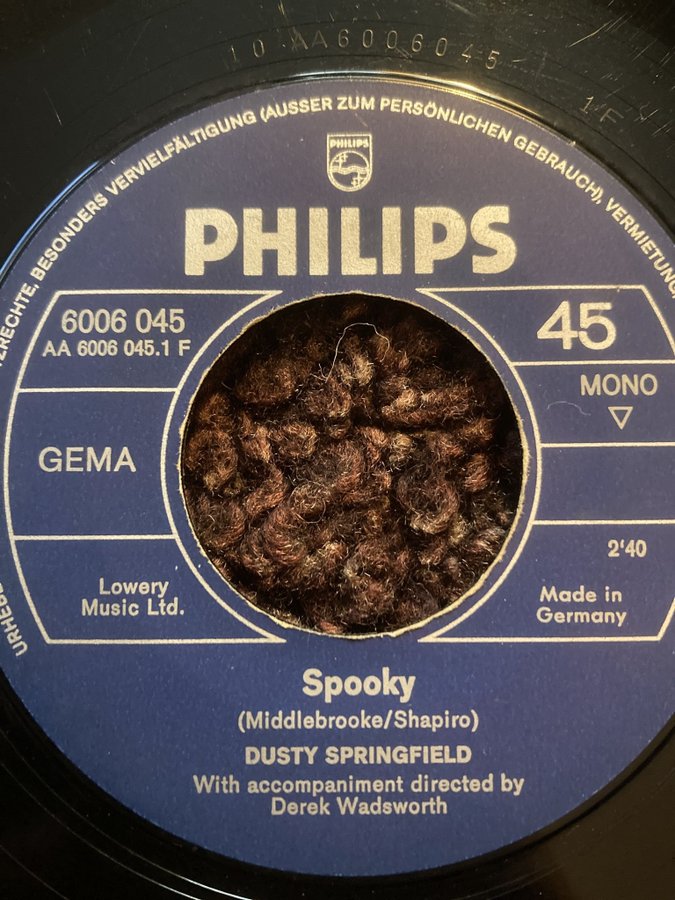 10 AA6006045
1F
ZRECHTE, BESONDERS VERVIELFÄLTIGUNG (AUSSER ZUM PERSÖNLICHEN GEBRAUCH), VERMIETUNG,
PHILIPS
PHILIPS
6006 045
AA 6006 045.1 F
45
MONO
GEMA
2'40
Lowery
Music Ltd.
Made in
Germany
URHEBE
Spooky
(Middlebrooke/Shapiro)
DUSTY SPRINGFIELD
With accompaniment directed by
Derek Wadsworth